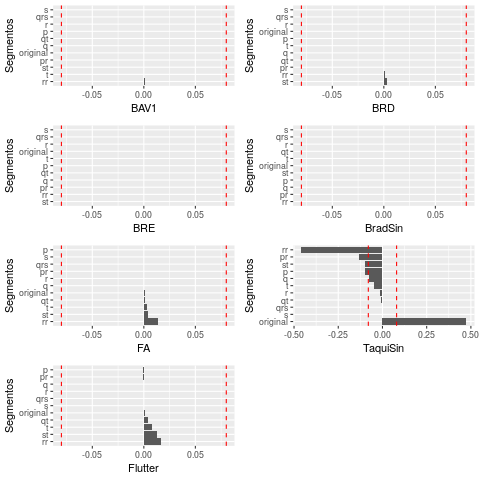 Segmentos
s
qrs
r
p
qt
q
original
pr
st
t
rr
-0.05 0.00 0.05
BAV1
Segmentos
s
qrs
r
original
p
qt
q
pr
t
rr
st
-0.05 0.00 0.05
BRD
Segmentos
s
qrs
r
qt
original
t
st
p
q
pr
rr
-0.05 0.00 0.05
BRE
Segmentos
s
qrs
r
qt
t
original
st
p
q
pr
rr
-0.05 0.00 0.05
BradSin
Segmentos
p
s
qrs
pr
r
q
original
qt
t
st
rr
-0.05 0.00 0.05
FA
Segmentos
rr
pr
st
p
q
t
r
qt
qrs
s
original
-0.50 -0.25 0.00 0.25 0.50
TaquiSin
Segmentos
p
pr
q
r
qrs
s
original
qt
t
st
rr
-0.05 0.00 0.05
Flutter